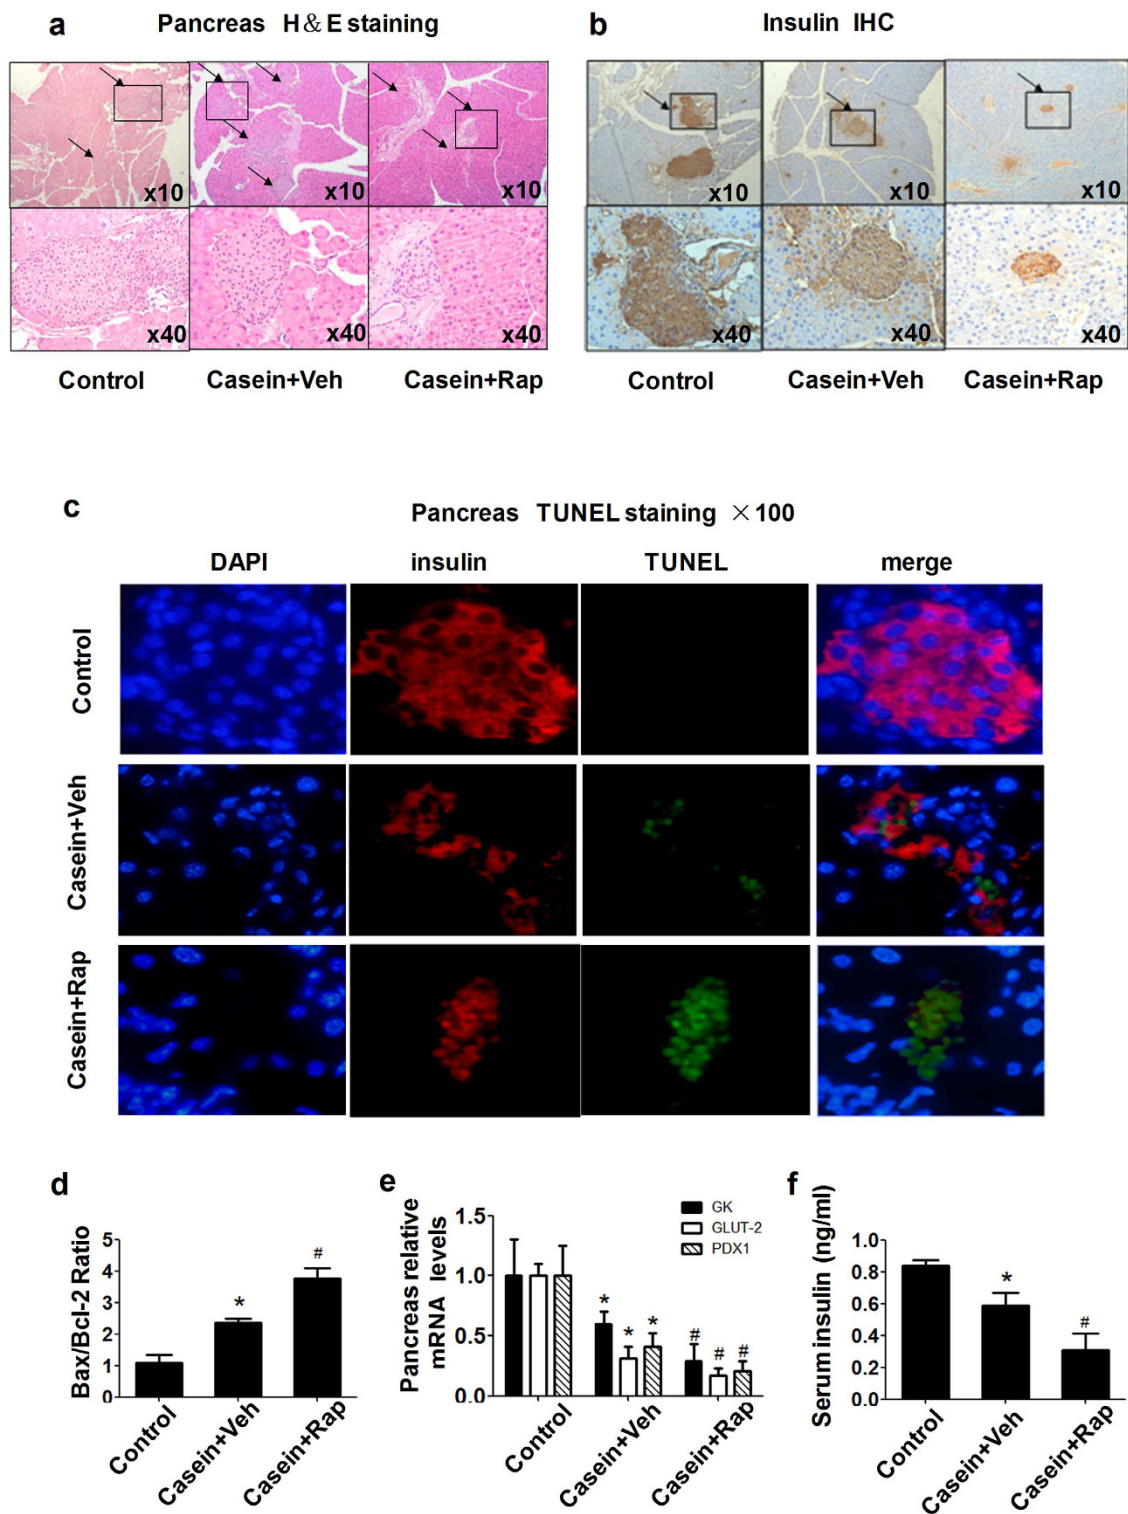 a Pancreas H&E staining
x10 x10 x10
x40 x40 x40
Control Casein+Veh Casein+Rap
b Insulin IHC
x10 x10 x10
x40 x40 x40
Control Casein+Veh Casein+Rap
c Pancreas TUNEL staining ×100
DAPI insulin TUNEL merge
Control
Casein+Veh
Casein+Rap
d
Bax/Bcl-2 Ratio
5
4
3
2
1
0
*
#
Control Casein+Veh Casein+Rap
e
Pancreas relative
mRNA levels
1.5
1.0
0.5
0.0
GK
GLUT-2
PDX1
* * *
# # #
Control Casein+Veh Casein+Rap
f
Serum insulin (ng/ml)
1.0
0.8
0.6
0.4
0.2
0.0
*
#
Control Casein+Veh Casein+Rap